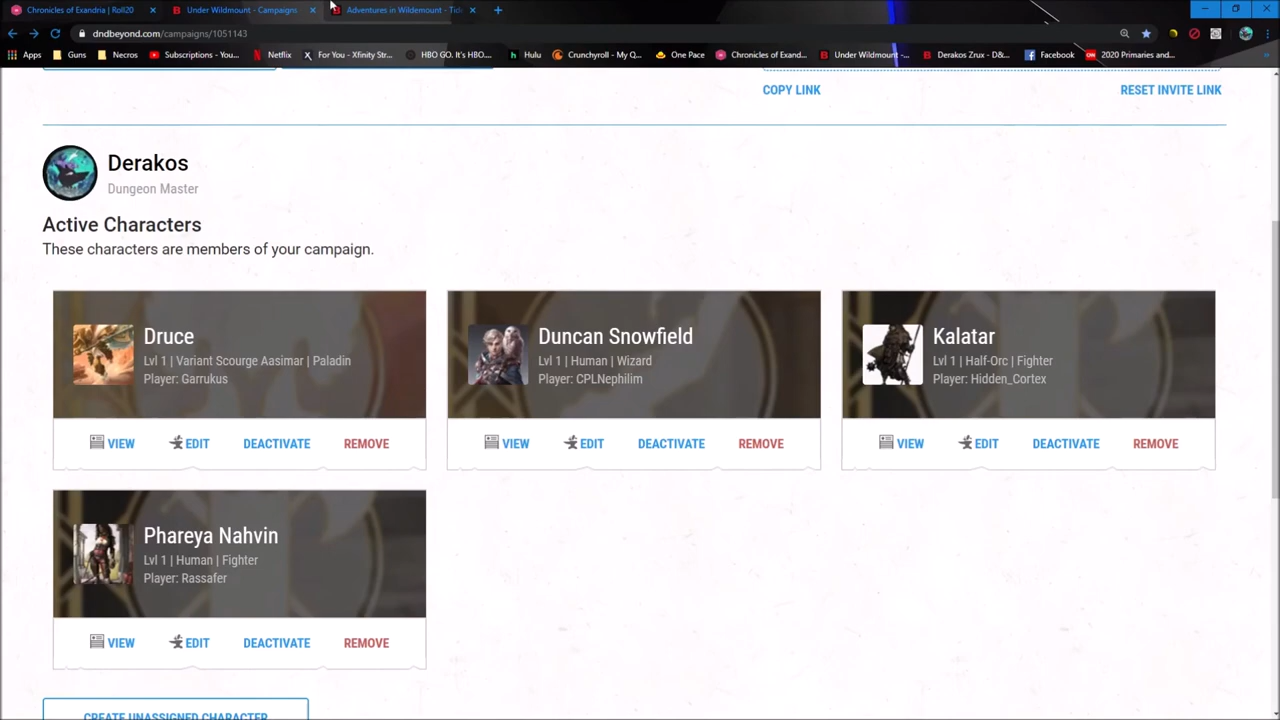 Chronicles of Exandria | Roll20
Under Wildmount - Campaigns
Adventures in Wildemount - Tid
dndbeyond.com/campaigns/1051143
Apps
Guns
Necros
Subscriptions - You...
Netflix
For You - Xfinity Str...
HBO GO. It's HBO....
Hulu
Crunchyroll - My Q...
One Pace
Chronicles of Exand...
Under Wildmount -...
Derakos Zrux - D&...
Facebook
2020 Primaries and...
COPY LINK
RESET INVITE LINK
Derakos
Dungeon Master
Active Characters
These characters are members of your campaign.
Druce
Lvl 1 | Variant Scourge Aasimar | Paladin
Player: Garrukus
VIEW EDIT DEACTIVATE REMOVE
Duncan Snowfield
Lvl 1 | Human | Wizard
Player: CPLNephilim
VIEW EDIT DEACTIVATE REMOVE
Kalatar
Lvl 1 | Half-Orc | Fighter
Player: Hidden_Cortex
VIEW EDIT DEACTIVATE REMOVE
Phareya Nahvin
Lvl 1 | Human | Fighter
Player: Rassafer
VIEW EDIT DEACTIVATE REMOVE
CREATE UNASSIGNED CHARACTER